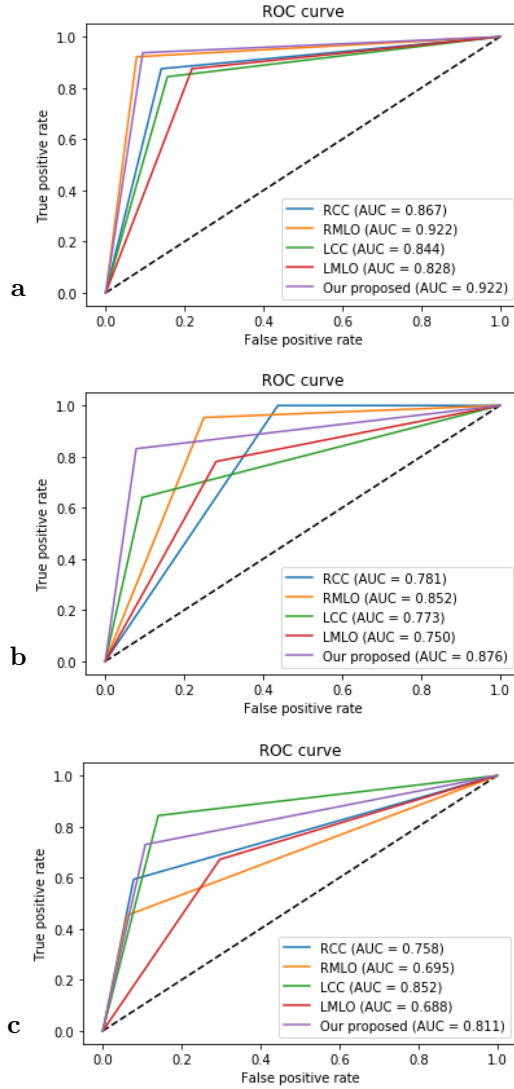 ROC curve
1.0
0.8
0.6
0.4
0.2
0.0
True positive rate
RCC (AUC = 0.867)
RMLO (AUC = 0.922)
LCC (AUC = 0.844)
LMLO (AUC = 0.828)
Our proposed (AUC = 0.922)
a
0.0 0.2 0.4 0.6 0.8 1.0
False positive rate
ROC curve
1.0
0.8
0.6
0.4
0.2
0.0
True positive rate
RCC (AUC = 0.781)
RMLO (AUC = 0.852)
LCC (AUC = 0.773)
LMLO (AUC = 0.750)
Our proposed (AUC = 0.876)
b
0.0 0.2 0.4 0.6 0.8 1.0
False positive rate
ROC curve
1.0
0.8
0.6
0.4
0.2
0.0
True positive rate
RCC (AUC = 0.758)
RMLO (AUC = 0.695)
LCC (AUC = 0.852)
LMLO (AUC = 0.688)
Our proposed (AUC = 0.811)
c
0.0 0.2 0.4 0.6 0.8 1.0
False positive rate